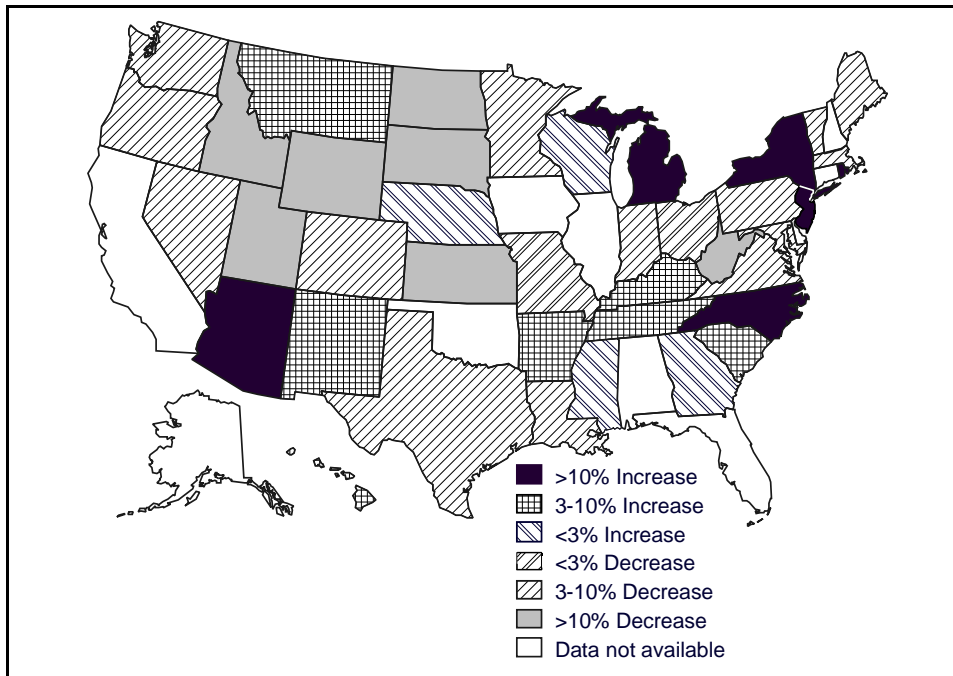 >10% Increase
3-10% Increase
<3% Increase
<3% Decrease
3-10% Decrease
>10% Decrease
Data not available